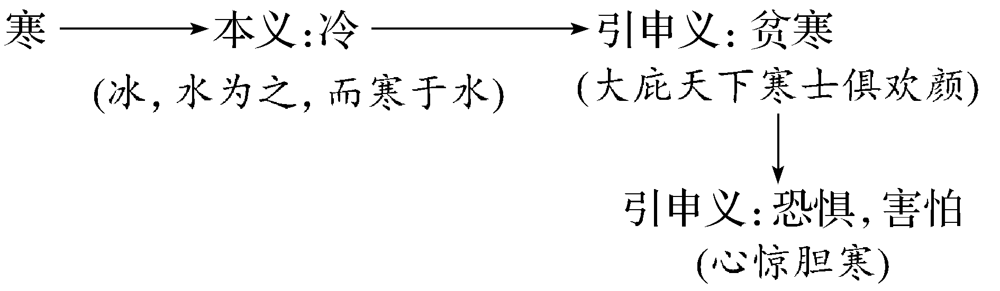 寒 本义:冷 引申义:贫寒
(冰,水为之,而寒于水) (大庇天下寒士俱欢颜)
引申义:恐惧,害怕
(心惊胆寒)